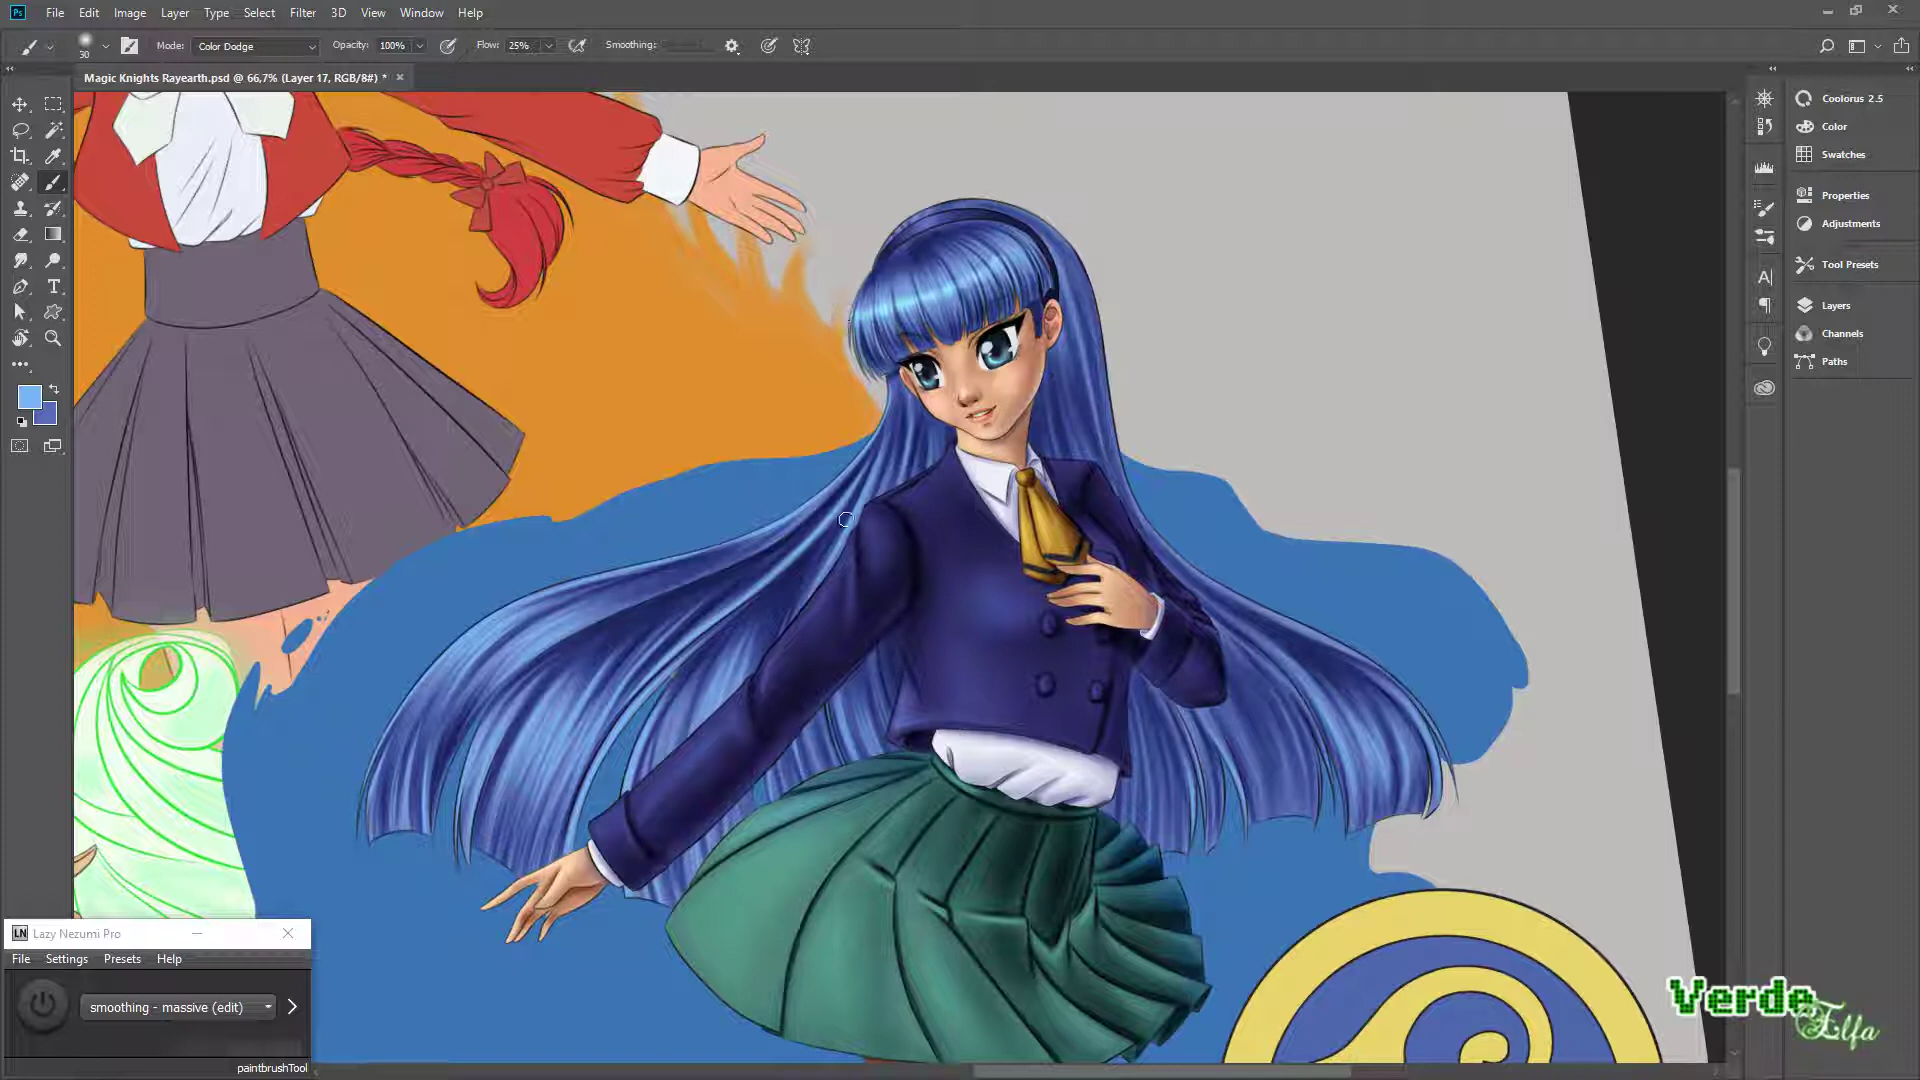 Ps File Edit Image Layer Type Select Filter 3D View Window Help
30 Mode: Color Dodge Opacity: 100% Flow: 25% Smoothing:
Magic Knights Rayearth.psd @ 66,7% (Layer 17, RGB/8#) *
Coolorus 2.5
Color
Swatches
Properties
Adjustments
Tool Presets
Layers
Channels
Paths
LN Lazy Nezumi Pro
File Settings Presets Help
smoothing - massive (edit)
paintbrushTool
Verde
Elfa